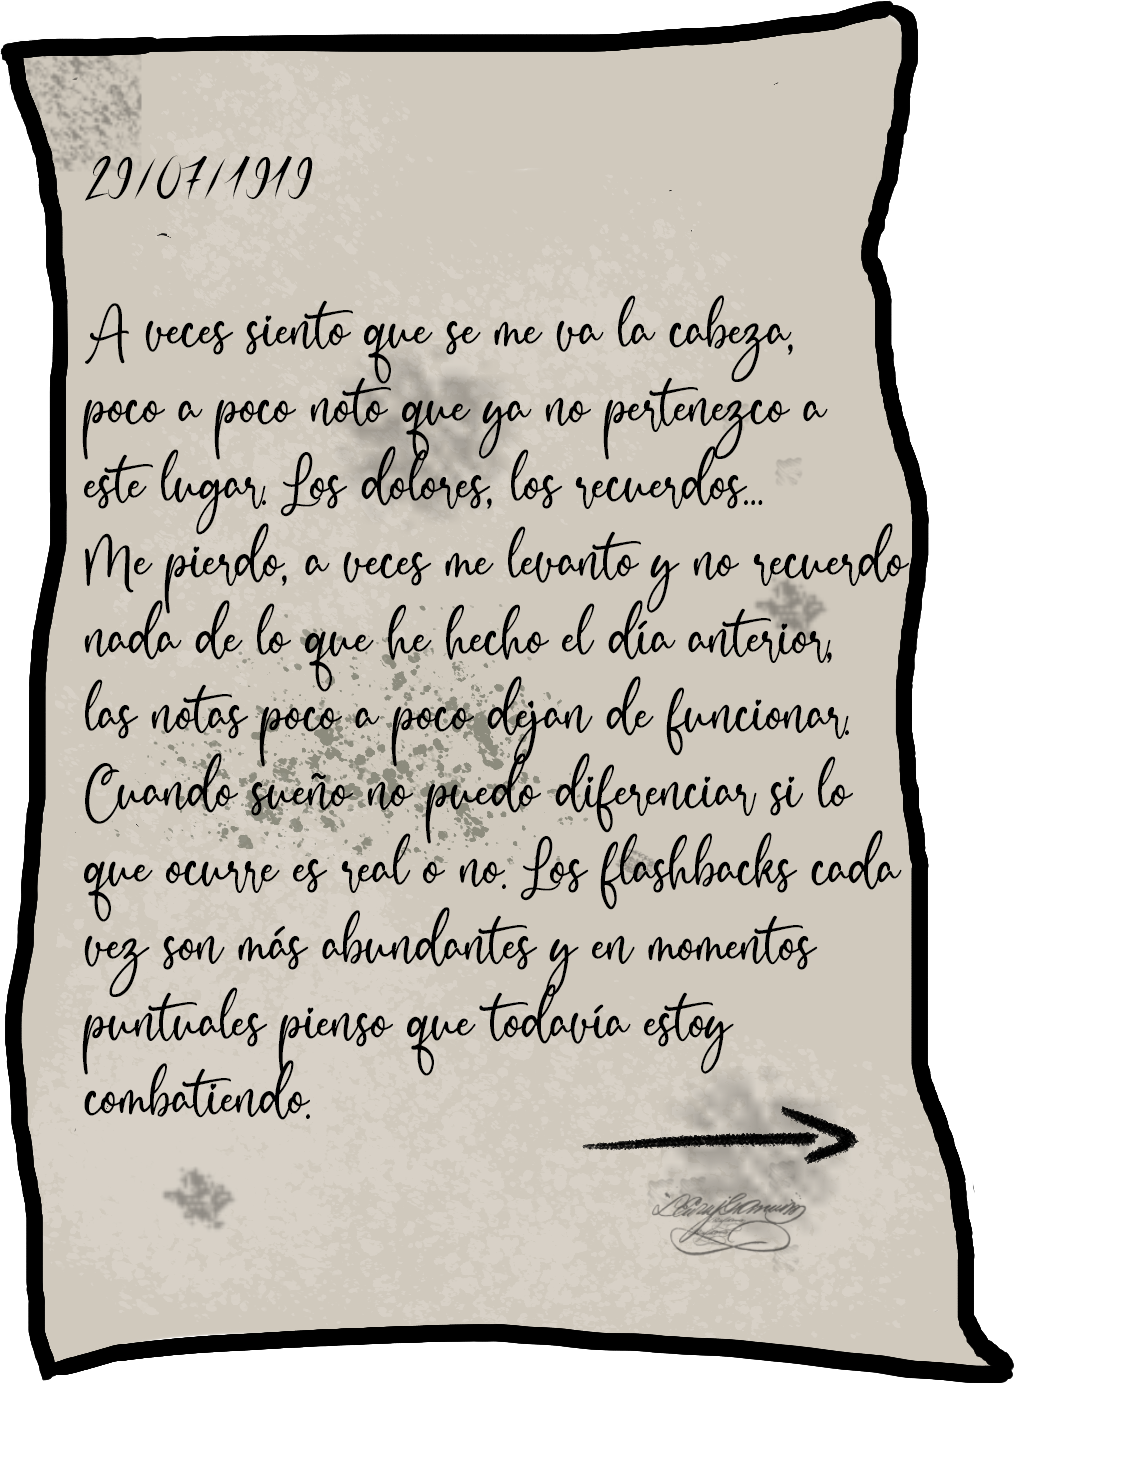 29/07/1919
A veces siento que se me va la cabeza,
poco a poco noto que ya no pertenezco a
este lugar. Los dolores, los recuerdos...
Me pierdo, a veces me levanto y no recuerdo
nada de lo que he hecho el día anterior,
las notas poco a poco dejan de funcionar.
Cuando sueño no puedo diferenciar si lo
que ocurre es real o no. Los flashbacks cada
vez son más abundantes y en momentos
puntuales pienso que todavía estoy
combatiendo.